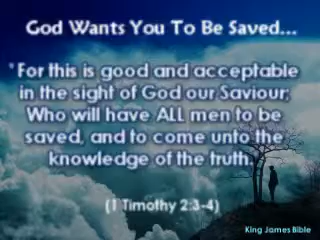 God Wants You To Be Saved...
"For this is good and acceptable
in the sight of God our Saviour;
Who will have ALL men to be
saved, and to come unto the
knowledge of the truth.
(1 Timothy 2:3-4)
King James Bible